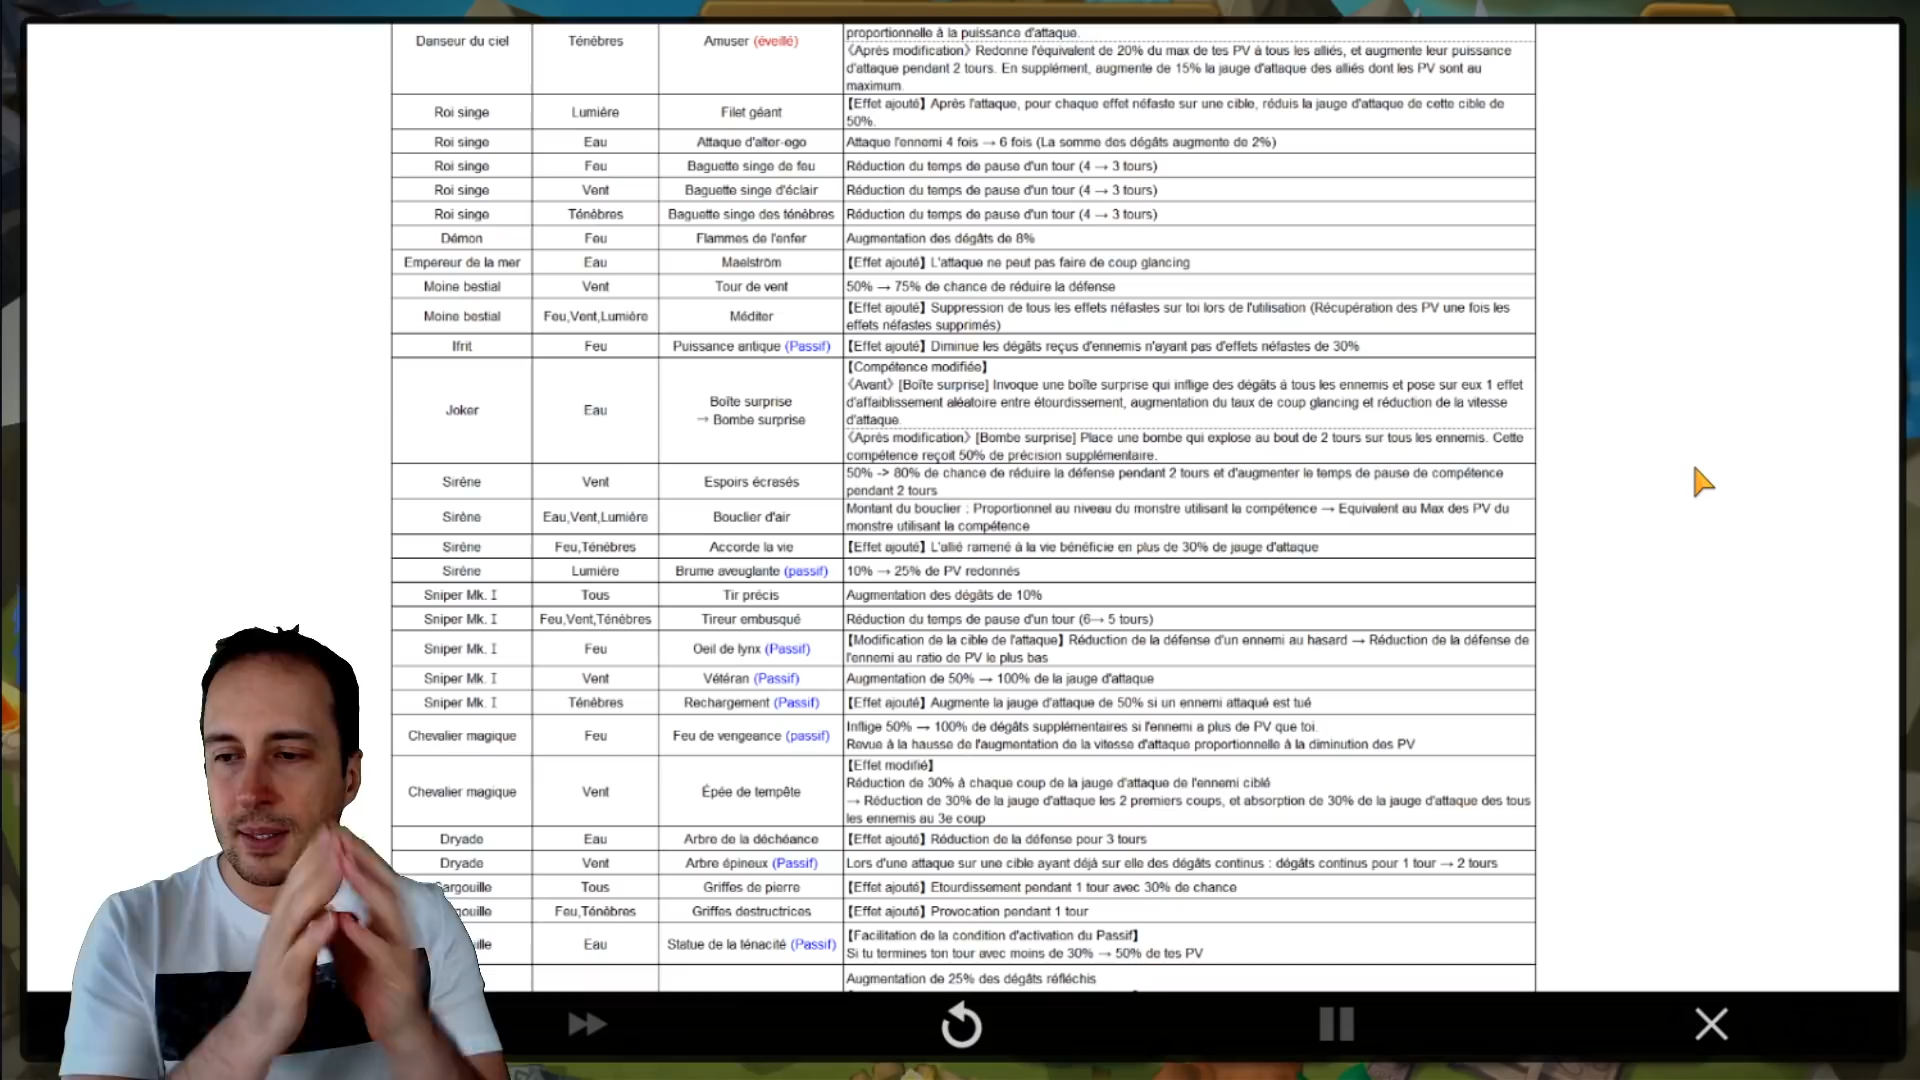 proportionnelle à la puissance d'attaque.
Danseur du ciel Ténèbres Amuser (éveillé) 《Après modification》 Redonne l'équivalent de 20% du max de tes PV à tous les alliés, et augmente leur puissance
d'attaque pendant 2 tours. En supplément, augmente de 15% la jauge d'attaque des alliés dont les PV sont au
maximum.
Roi singe Lumière Filet géant 【Effet ajouté】 Après l'attaque, pour chaque effet néfaste sur une cible, réduis la jauge d'attaque de cette cible de
50%.
Roi singe Eau Attaque d'alter-ego Attaque l'ennemi 4 fois → 6 fois (La somme des dégâts augmente de 2%)
Roi singe Feu Baguette singe de feu Réduction du temps de pause d'un tour (4 → 3 tours)
Roi singe Vent Baguette singe d'éclair Réduction du temps de pause d'un tour (4 → 3 tours)
Roi singe Ténèbres Baguette singe des ténèbres Réduction du temps de pause d'un tour (4 → 3 tours)
Démon Feu Flammes de l'enfer Augmentation des dégâts de 8%
Empereur de la mer Eau Maelström 【Effet ajouté】 L'attaque ne peut pas faire de coup glancing
Moine bestial Vent Tour de vent 50% → 75% de chance de réduire la défense
Moine bestial Feu,Vent,Lumière Méditer 【Effet ajouté】 Suppression de tous les effets néfastes sur toi lors de l'utilisation (Récupération des PV une fois les
effets néfastes supprimés)
Ifrit Feu Puissance antique (Passif) 【Effet ajouté】 Diminue les dégâts reçus d'ennemis n'ayant pas d'effets néfastes de 30%
【Compétence modifiée】
《Avant》 [Boîte surprise] Invoque une boîte surprise qui inflige des dégâts à tous les ennemis et pose sur eux 1 effet
d'affaiblissement aléatoire entre étourdissement, augmentation du taux de coup glancing et réduction de la vitesse
d'attaque.
Joker Eau Boîte surprise
→ Bombe surprise
《Après modification》 [Bombe surprise] Place une bombe qui explose au bout de 2 tours sur tous les ennemis. Cette
compétence reçoit 50% de précision supplémentaire.
Sirène Vent Espoirs écrasés 50% -> 80% de chance de réduire la défense pendant 2 tours et d'augmenter le temps de pause de compétence
pendant 2 tours
Sirène Eau,Vent,Lumière Bouclier d'air Montant du bouclier : Proportionnel au niveau du monstre utilisant la compétence → Equivalent au Max des PV du
monstre utilisant la compétence
Sirène Feu,Ténèbres Accorde la vie 【Effet ajouté】 L'allié ramené à la vie bénéficie en plus de 30% de jauge d'attaque
Sirène Lumière Brume aveuglante (passif) 10% → 25% de PV redonnés
Sniper Mk. I Tous Tir précis Augmentation des dégâts de 10%
Sniper Mk. I Feu,Vent,Ténèbres Tireur embusqué Réduction du temps de pause d'un tour (6→ 5 tours)
Sniper Mk. I Feu Oeil de lynx (Passif) 【Modification de la cible de l'attaque】 Réduction de la défense d'un ennemi au hasard → Réduction de la défense de
l'ennemi au ratio de PV le plus bas
Sniper Mk. I Vent Vétéran (Passif) Augmentation de 50% → 100% de la jauge d'attaque
Sniper Mk. I Ténèbres Rechargement (Passif) 【Effet ajouté】 Augmente la jauge d'attaque de 50% si un ennemi attaqué est tué
Chevalier magique Feu Feu de vengeance (passif) Inflige 50% → 100% de dégâts supplémentaires si l'ennemi a plus de PV que toi.
Revue à la hausse de l'augmentation de la vitesse d'attaque proportionnelle à la diminution des PV
【Effet modifié】
Réduction de 30% à chaque coup de la jauge d'attaque de l'ennemi ciblé
Chevalier magique Vent Épée de tempête → Réduction de 30% de la jauge d'attaque les 2 premiers coups, et absorption de 30% de la jauge d'attaque des tous
les ennemis au 3e coup
Dryade Eau Arbre de la déchéance 【Effet ajouté】 Réduction de la défense pour 3 tours
Dryade Vent Arbre épineux (Passif) Lors d'une attaque sur une cible ayant déjà sur elle des dégâts continus : dégâts continus pour 1 tour → 2 tours
argouille Tous Griffes de pierre 【Effet ajouté】 Etourdissement pendant 1 tour avec 30% de chance
gouille Feu,Ténèbres Griffes destructrices 【Effet ajouté】 Provocation pendant 1 tour
ille Eau Statue de la ténacité (Passif) 【Facilitation de la condition d'activation du Passif】
Si tu termines ton tour avec moins de 30% → 50% de tes PV
Augmentation de 25% des dégâts réfléchis